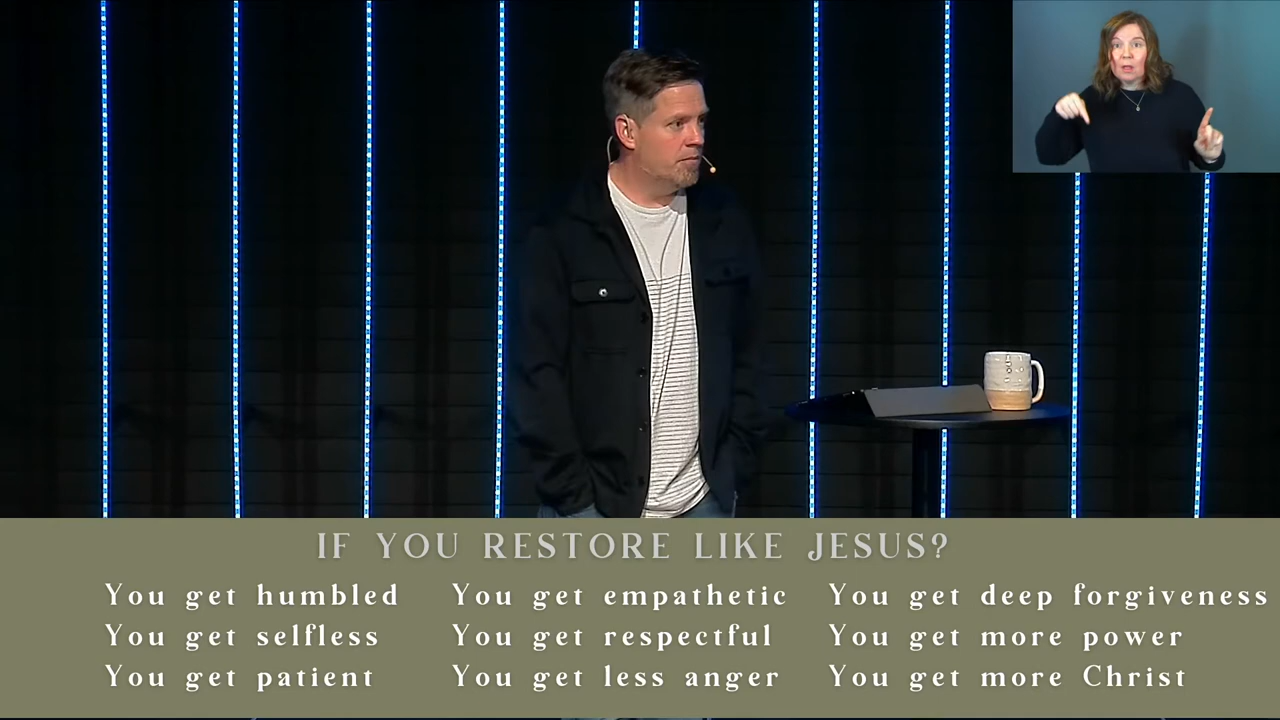 IF YOU RESTORE LIKE JESUS?
You get humbled
You get selfless
You get patient
You get empathetic
You get respectful
You get less anger
You get deep forgiveness
You get more power
You get more Christ